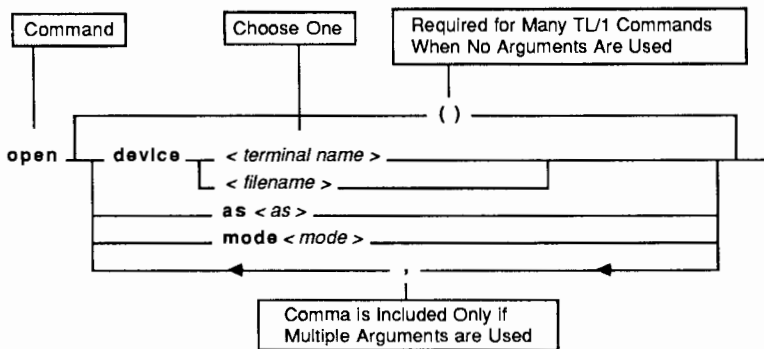 Command
Choose One
Required for Many TL/1 Commands
When No Arguments Are Used
( )
open device < terminal name >
< filename >
as < as >
mode < mode >
,
Comma is Included Only if
Multiple Arguments are Used